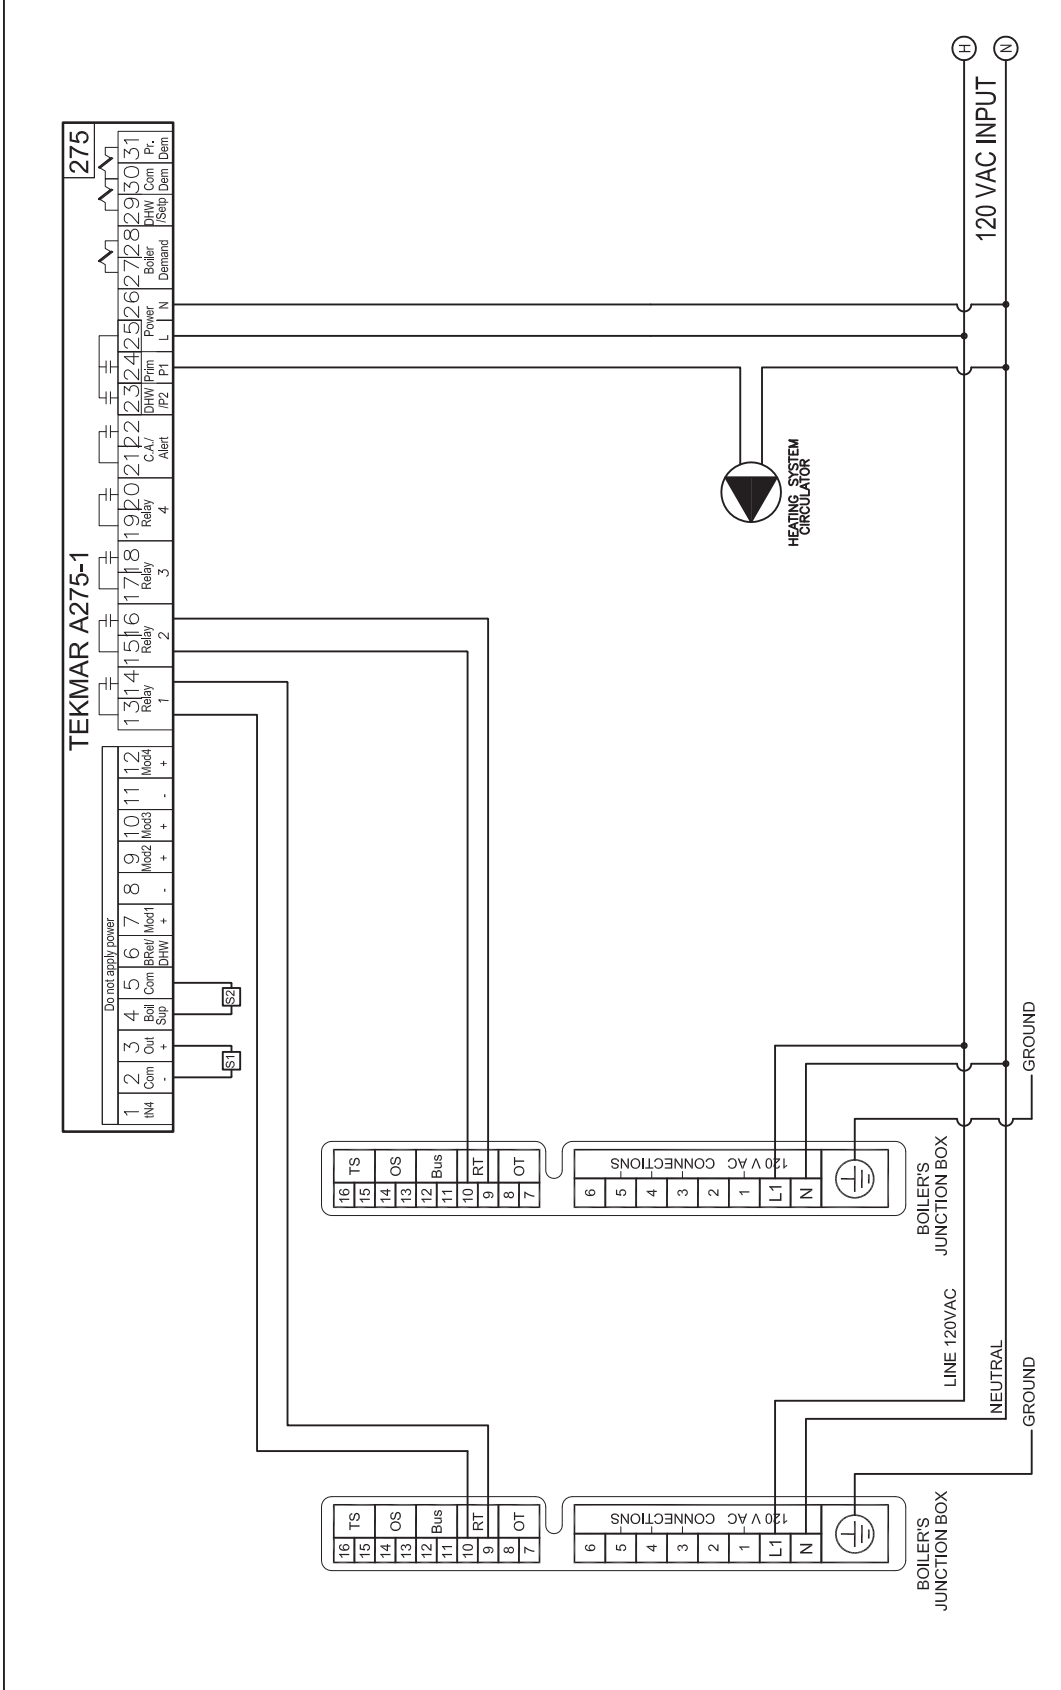 TEKMAR A275-1
275
Do not apply power
1 2 3 4 5 6 7 8 9 10 11 12
tN4 Com Out Boil Com BRet/ Mod1 Mod2 Mod3 Mod4
- + Sup DHW + - + + - +
13 14 15 16 17 18 19 20 21 22 23 24 25 26 27 28 29 30 31
Relay Relay Relay Relay C.A./ DHW Prim Power Boiler DHW Com Pr.
1 2 3 4 Alert /P2 P1 L N Demand /Setp Dem Dem
S1
S2
HEATING SYSTEM
CIRCULATOR
16 15 14 13 12 11 10 9 8 7
TS OS Bus RT OT
6 5 4 3 2 1 L1 N
120 V AC CONNECTIONS
BOILER'S
JUNCTION BOX
16 15 14 13 12 11 10 9 8 7
TS OS Bus RT OT
6 5 4 3 2 1 L1 N
120 V AC CONNECTIONS
BOILER'S
JUNCTION BOX
LINE 120VAC
NEUTRAL
GROUND
GROUND
120 VAC INPUT
H
N